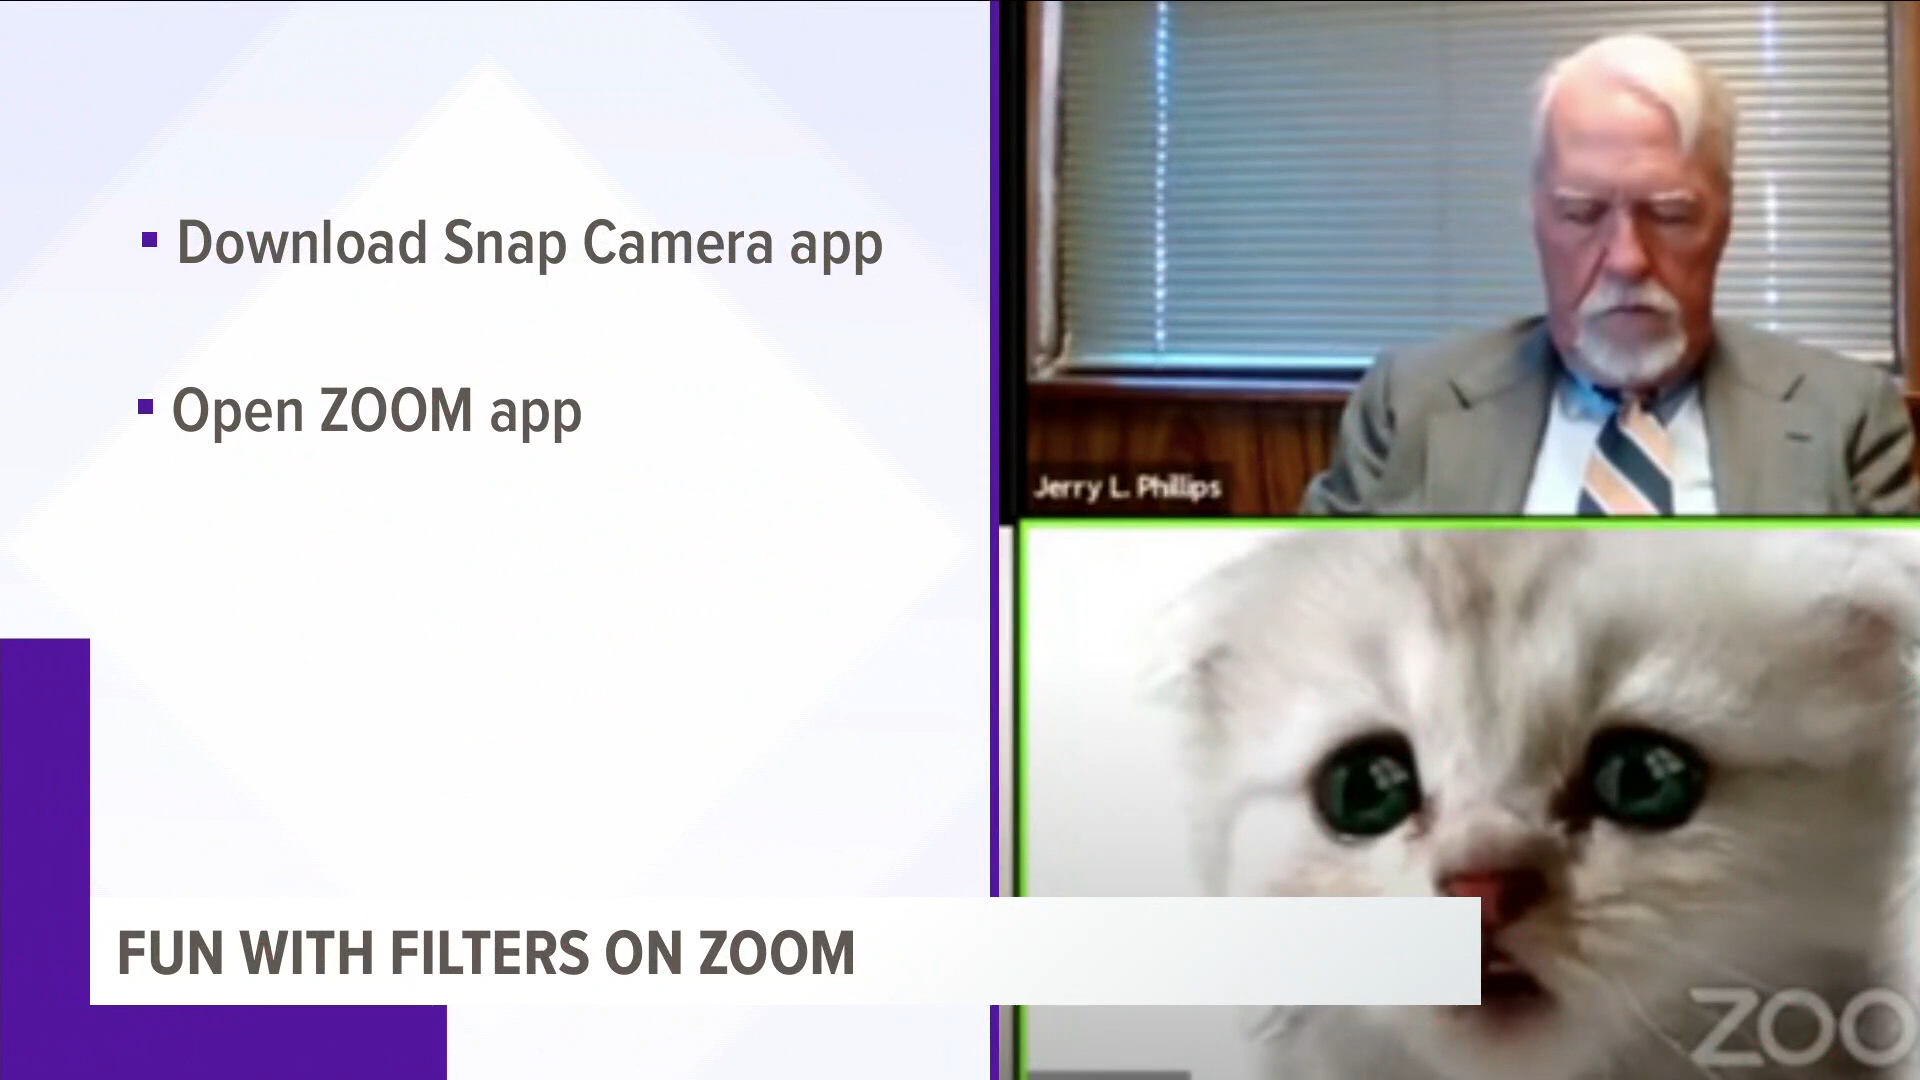 ▪ Download Snap Camera app
▪ Open ZOOM app
Jerry L. Phillips
FUN WITH FILTERS ON ZOOM
ZOO